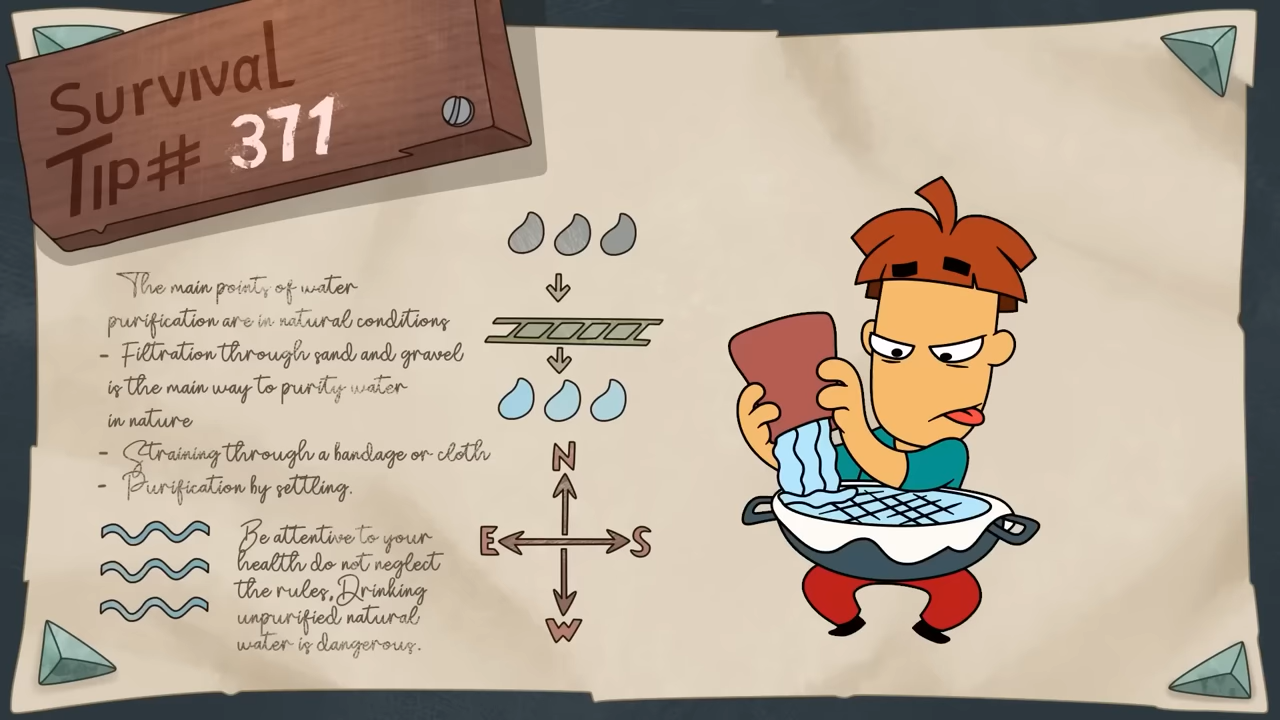 Survival
Tip# 371
The main points of water
purification are in natural conditions
- Filtration through sand and gravel
is the main way to purity water
in nature
- Straining through a bandage or cloth
- Purification by settling.
Be attentive to your
health do not neglect
the rules. Drinking
unpurified natural
water is dangerous.
N
E S
W